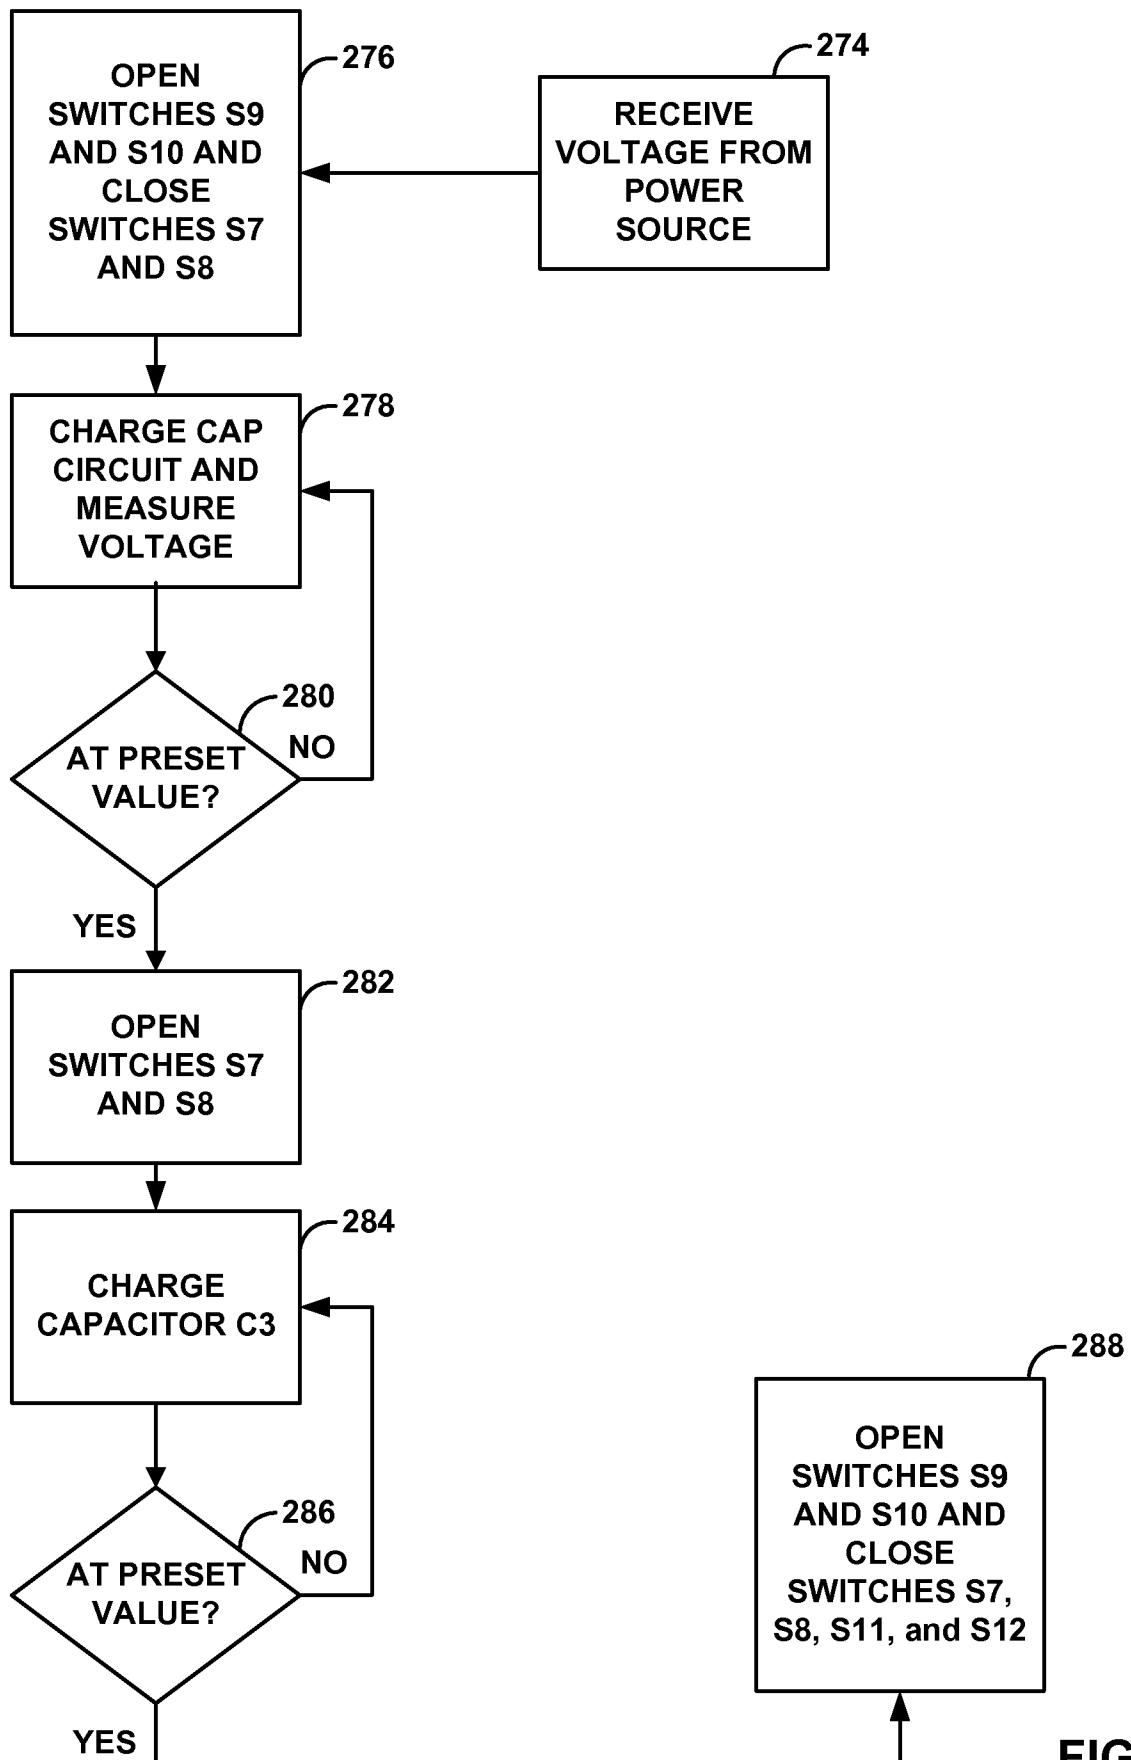 276
OPEN
SWITCHES S9
AND S10 AND
CLOSE
SWITCHES S7
AND S8
274
RECEIVE
VOLTAGE FROM
POWER
SOURCE
278
CHARGE CAP
CIRCUIT AND
MEASURE
VOLTAGE
280
AT PRESET
VALUE?
NO
YES
282
OPEN
SWITCHES S7
AND S8
284
CHARGE
CAPACITOR C3
286
AT PRESET
VALUE?
NO
YES
288
OPEN
SWITCHES S9
AND S10 AND
CLOSE
SWITCHES S7,
S8, S11, and S12
FIG